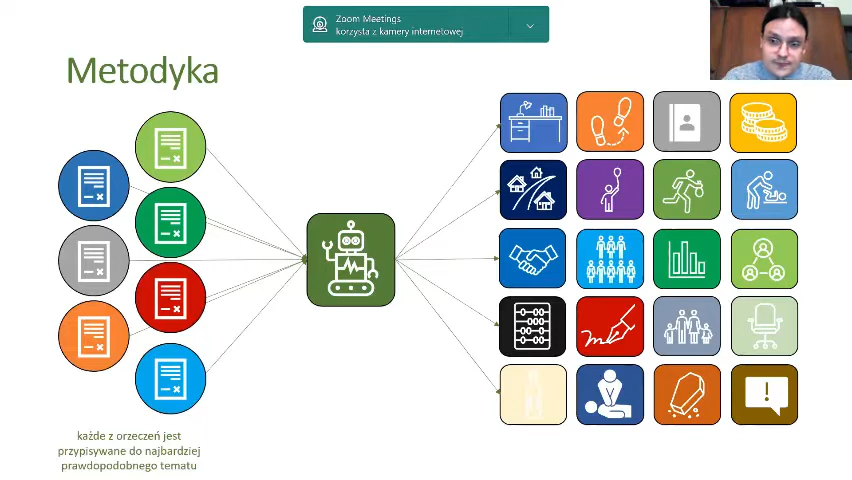 Zoom Meetings
korzysta z kamery internetowej
Metodyka
każde z orzeczeń jest
przypisywane do najbardziej
prawdopodobnego tematu